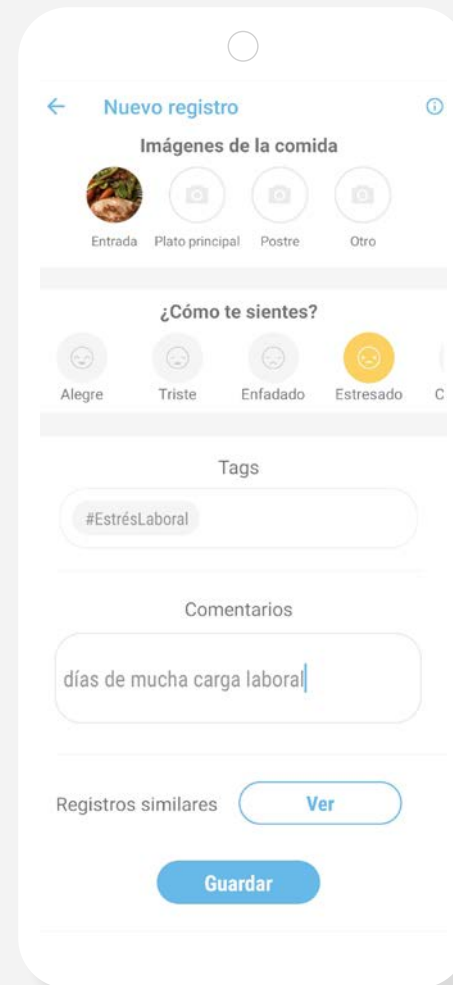 Nuevo registro
Imágenes de la comida
Entrada Plato principal Postre Otro
¿Cómo te sientes?
Alegre Triste Enfadado Estresado C
Tags
#EstrésLaboral
Comentarios
días de mucha carga laboral
Registros similares Ver
Guardar